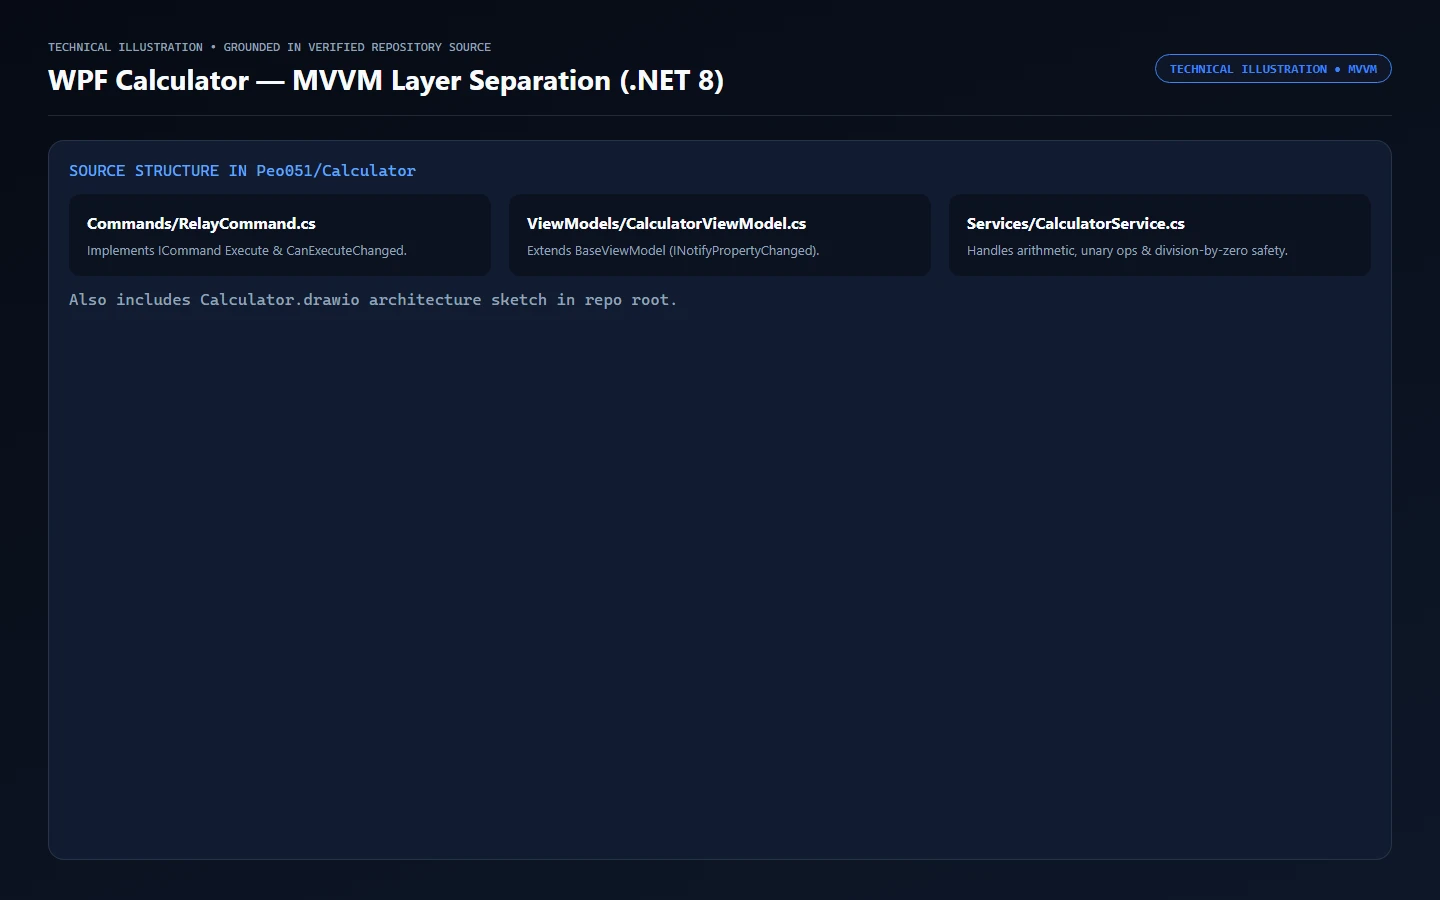 TECHNICAL ILLUSTRATION • GROUNDED IN VERIFIED REPOSITORY SOURCE
WPF Calculator — MVVM Layer Separation (.NET 8)
TECHNICAL ILLUSTRATION • MVVM
SOURCE STRUCTURE IN Peo051/Calculator
Commands/RelayCommand.cs
Implements ICommand Execute & CanExecuteChanged.
ViewModels/CalculatorViewModel.cs
Extends BaseViewModel (INotifyPropertyChanged).
Services/CalculatorService.cs
Handles arithmetic, unary ops & division-by-zero safety.
Also includes Calculator.drawio architecture sketch in repo root.